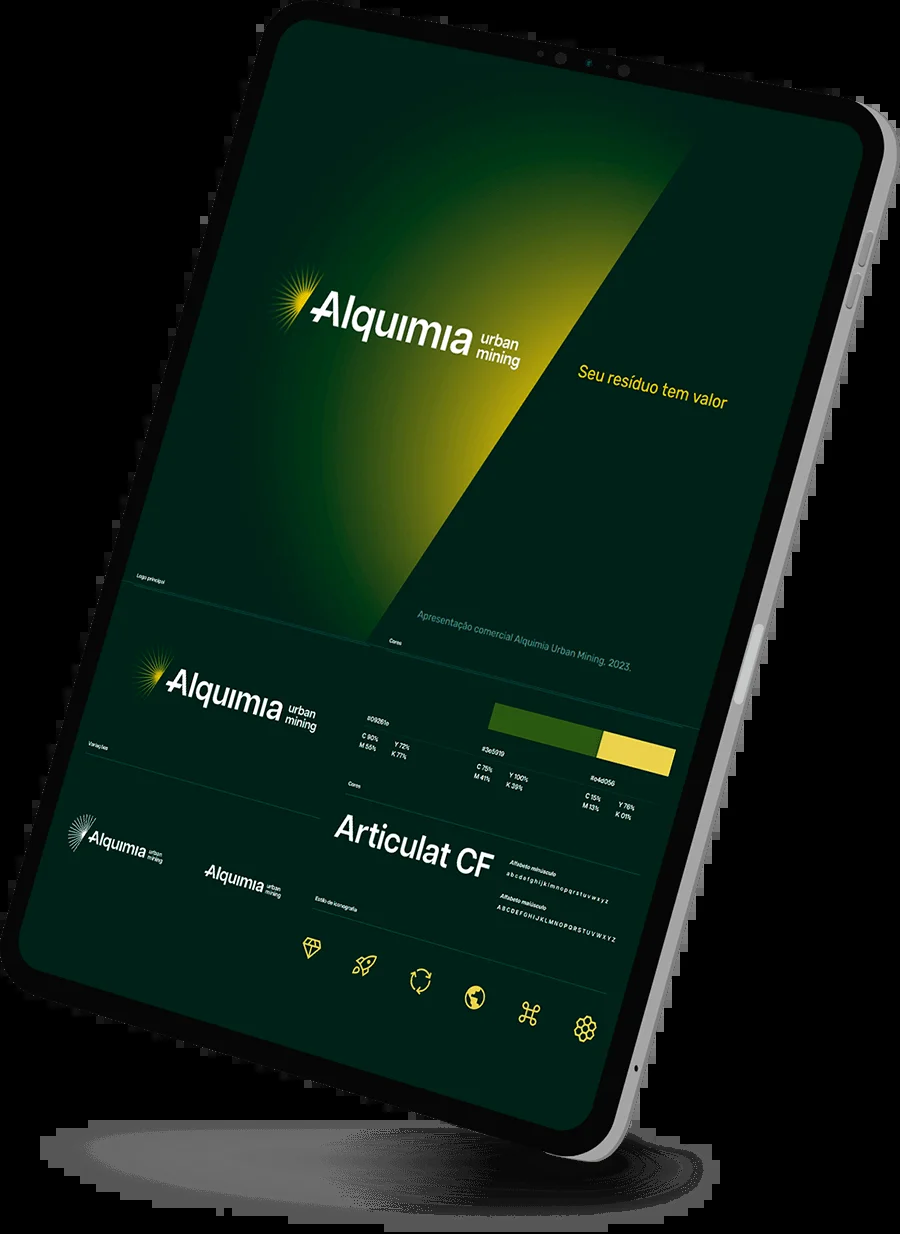 Alquimia
urban
mining
Seu resíduo tem valor
Apresentação comercial Alquimia Urban Mining, 2023.
Logo principal
Cores
Alquimia
urban
mining
#09261e
C 90% Y 72%
M 55% K 77%
#3e5919
C 75% Y 100%
M 41% K 39%
#e4d056
C 15% Y 76%
M 13% K 01%
Variações
Cores
Alquimia
urban
mining
Alquimia
urban
mining
Articulat CF
Alfabeto minúsculo
abcdefghijklmnopqrstuvwxyz
Alfabeto maiúsculo
ABCDEFGHIJKLMNOPQRSTUVWXYZ
Estilo de iconografia